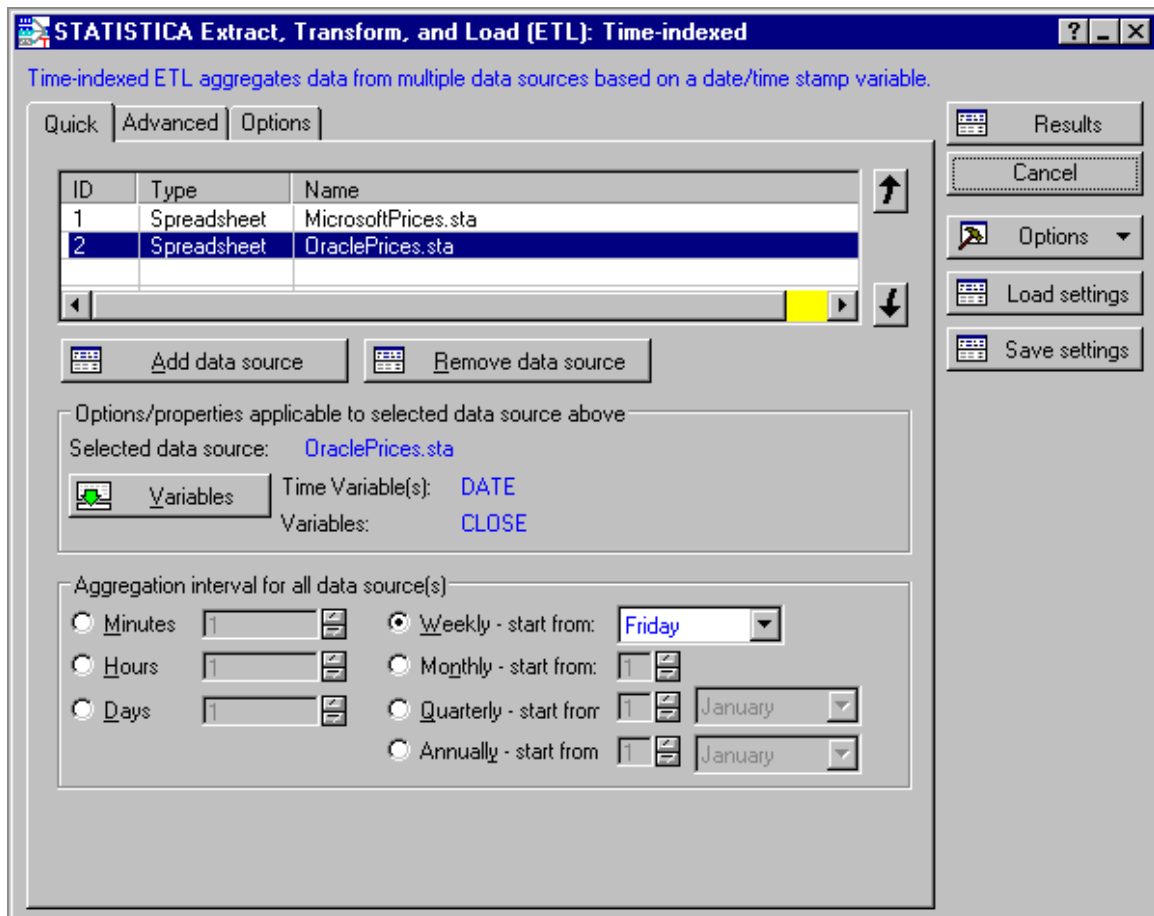 STATISTICA Extract, Transform, and Load (ETL): Time-indexed
Time-indexed ETL aggregates data from multiple data sources based on a date/time stamp variable.
Quick Advanced Options
Results
Cancel
Options
Load settings
Save settings
ID Type Name
1 Spreadsheet MicrosoftPrices.sta
2 Spreadsheet OraclePrices.sta
Add data source Remove data source
Options/properties applicable to selected data source above
Selected data source: OraclePrices.sta
Variables
Time Variable(s): DATE
Variables: CLOSE
Aggregation interval for all data source(s)
Minutes 1 Weekly - start from: Friday
Hours 1 Monthly - start from: 1
Days 1 Quarterly - start from 1 January
Annually - start from 1 January